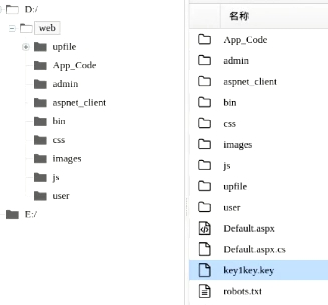 D:/
web
upfile
App_Code
admin
aspnet_client
bin
css
images
js
user
E:/
名称
App_Code
admin
aspnet_client
bin
css
images
js
upfile
user
Default.aspx
Default.aspx.cs
key1key.key
robots.txt